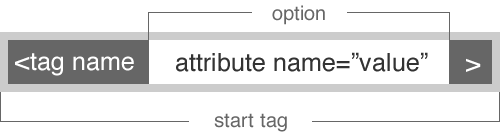 option
<tag name attribute name=”value” >
start tag